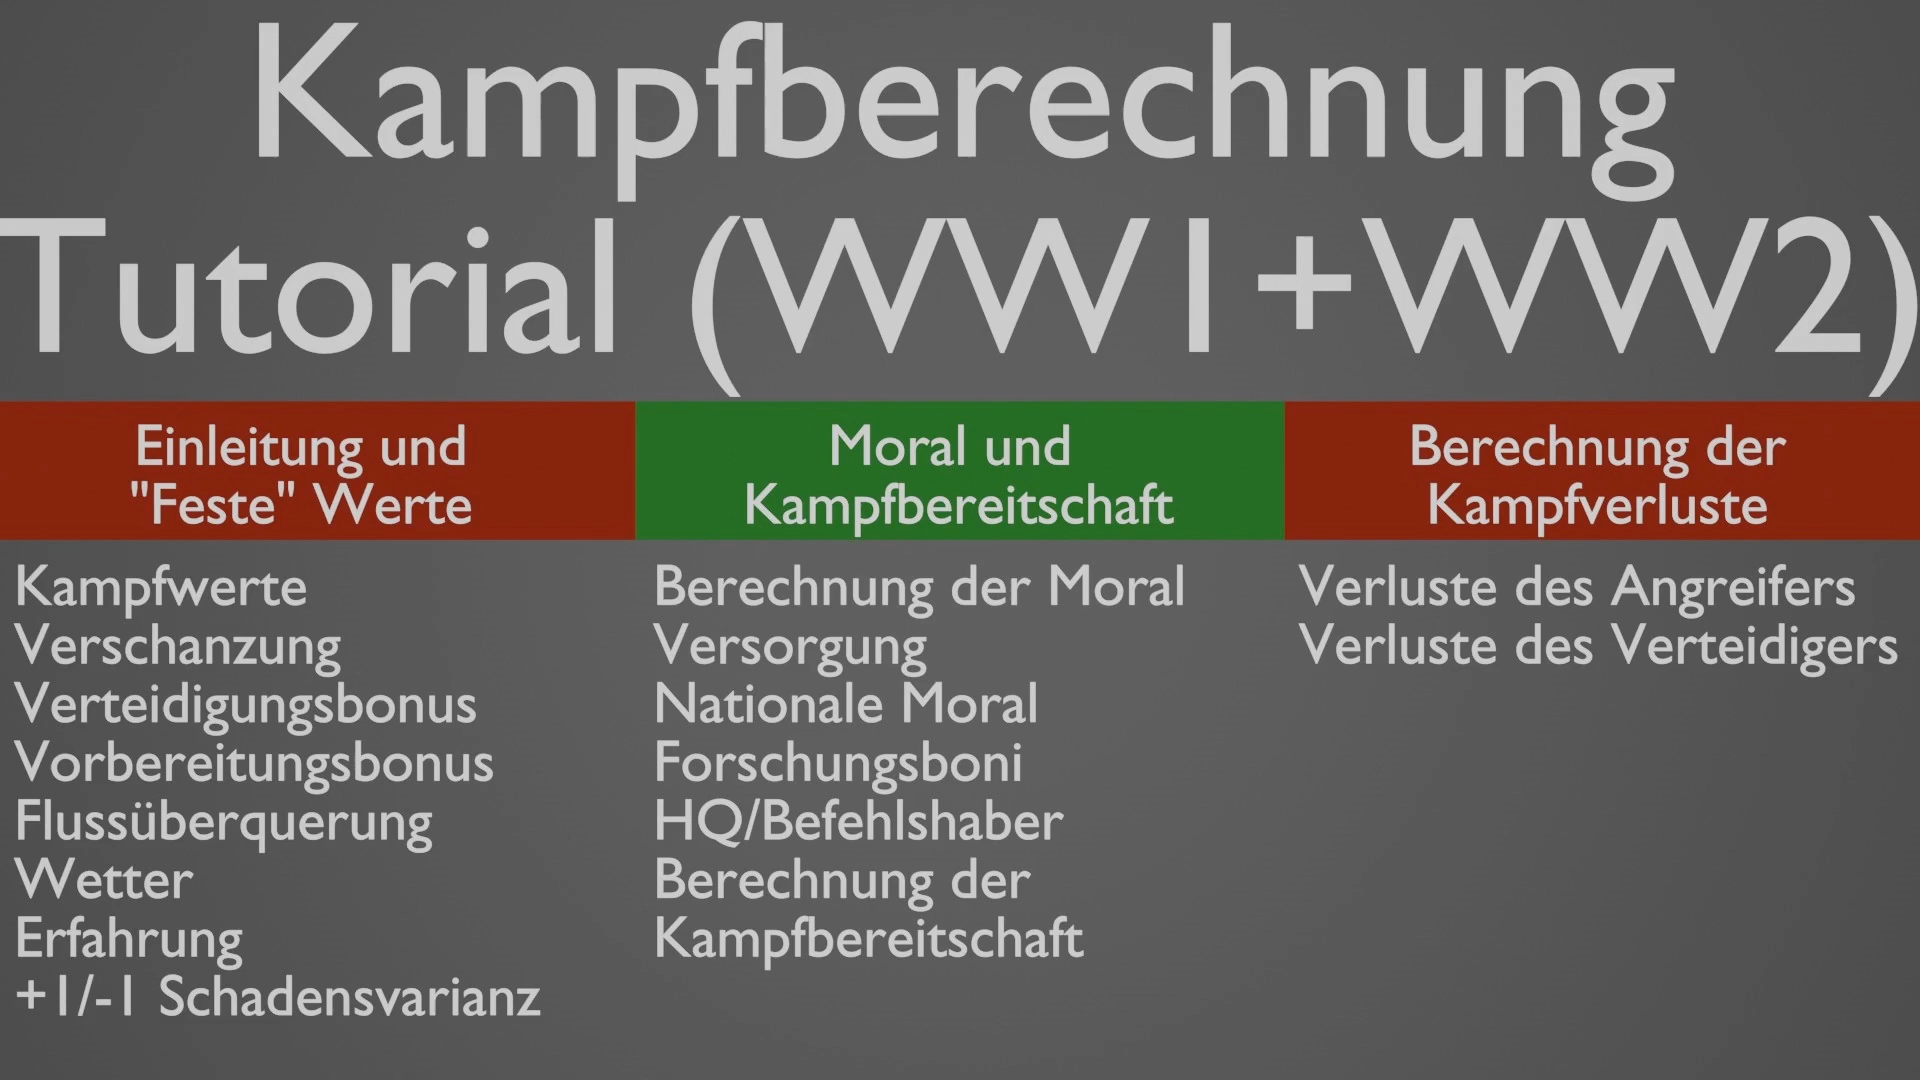 Kampfberechnung
Tutorial (WW1+WW2)
Einleitung und
"Feste" Werte
Kampfwerte
Verschanzung
Verteidigungsbonus
Vorbereitungsbonus
Flussüberquerung
Wetter
Erfahrung
+1/-1 Schadensvarianz
Moral und
Kampfbereitschaft
Berechnung der Moral
Versorgung
Nationale Moral
Forschungsboni
HQ/Befehlshaber
Berechnung der
Kampfbereitschaft
Berechnung der
Kampfverluste
Verluste des Angreifers
Verluste des Verteidigers